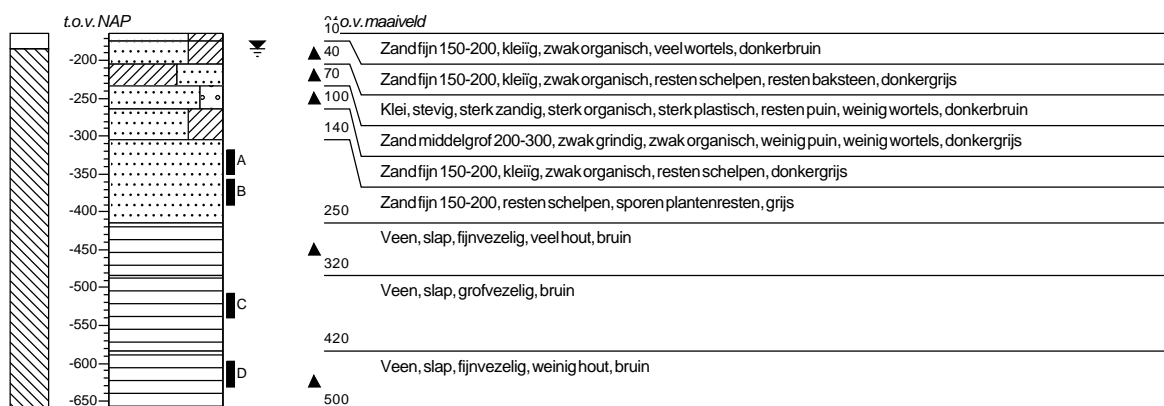 t.o.v. NAP
t.o.v. maaiveld
10
Zand fijn 150-200, kleiïg, zwak organisch, veel wortels, donkerbruin
-200
40
70
Zand fijn 150-200, kleiïg, zwak organisch, resten schelpen, resten baksteen, donkergrijs
-250
100
Klei, stevig, sterk zandig, sterk organisch, sterk plastisch, resten puin, weinig wortels, donkerbruin
-300
140
Zand middelgrof 200-300, zwak grindig, zwak organisch, weinig puin, weinig wortels, donkergrijs
A
-350
Zand fijn 150-200, kleiïg, zwak organisch, resten schelpen, donkergrijs
B
Zand fijn 150-200, resten schelpen, sporen plantenresten, grijs
-400
250
Veen, slap, fijnvezelig, veel hout, bruin
-450
320
-500
Veen, slap, grofvezelig, bruin
C
-550
420
-600
Veen, slap, fijnvezelig, weinig hout, bruin
D
-650
500